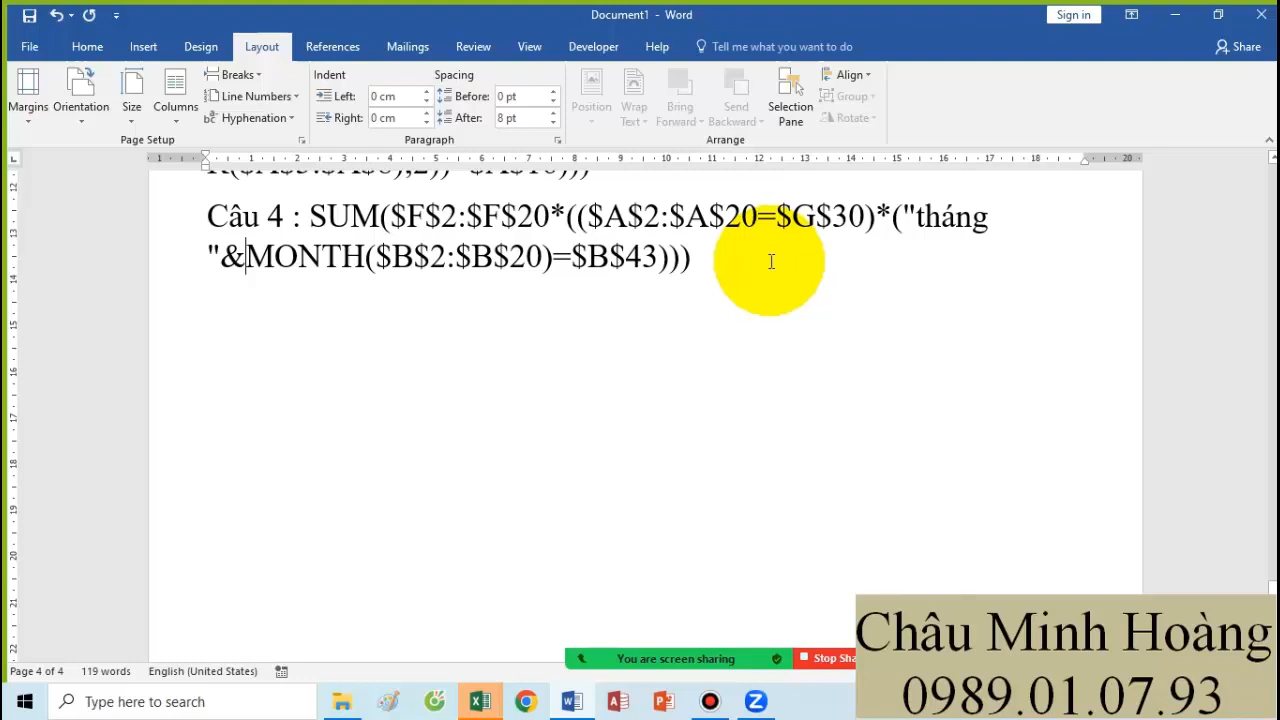 Document1 - Word
Sign in
File Home Insert Design Layout References Mailings Review View Developer Help Tell me what you want to do Share
Margins Orientation Size Columns
Breaks
Line Numbers
Hyphenation
Page Setup
Indent Spacing
Left: 0 cm Before: 0 pt
Right: 0 cm After: 8 pt
Paragraph
Position Wrap Text Bring Forward Send Backward Selection Pane
Align
Group
Rotate
Arrange
Câu 4 : SUM($F$2:$F$20*(($A$2:$A$20=$G$30)*("tháng
"&MONTH($B$2:$B$20)=$B$43)))
Châu Minh Hoàng
0989.01.07.93
You are screen sharing Stop
Page 4 of 4 119 words English (United States)
Type here to search